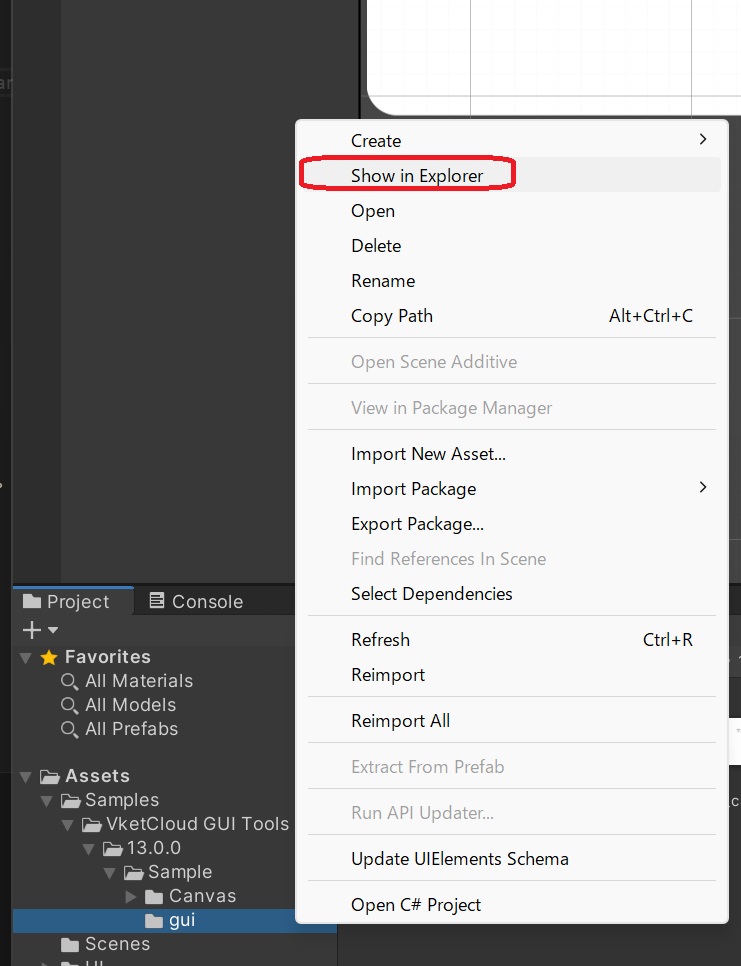 Create
Show in Explorer
Open
Delete
Rename
Copy Path Alt+Ctrl+C
Open Scene Additive
View in Package Manager
Import New Asset...
Import Package
Export Package...
Find References In Scene
Select Dependencies
Refresh Ctrl+R
Reimport
Reimport All
Extract From Prefab
Run API Updater...
Update UIElements Schema
Open C# Project
Project Console
Favorites
All Materials
All Models
All Prefabs
Assets
Samples
VketCloud GUI Tools
13.0.0
Sample
Canvas
gui
Scenes